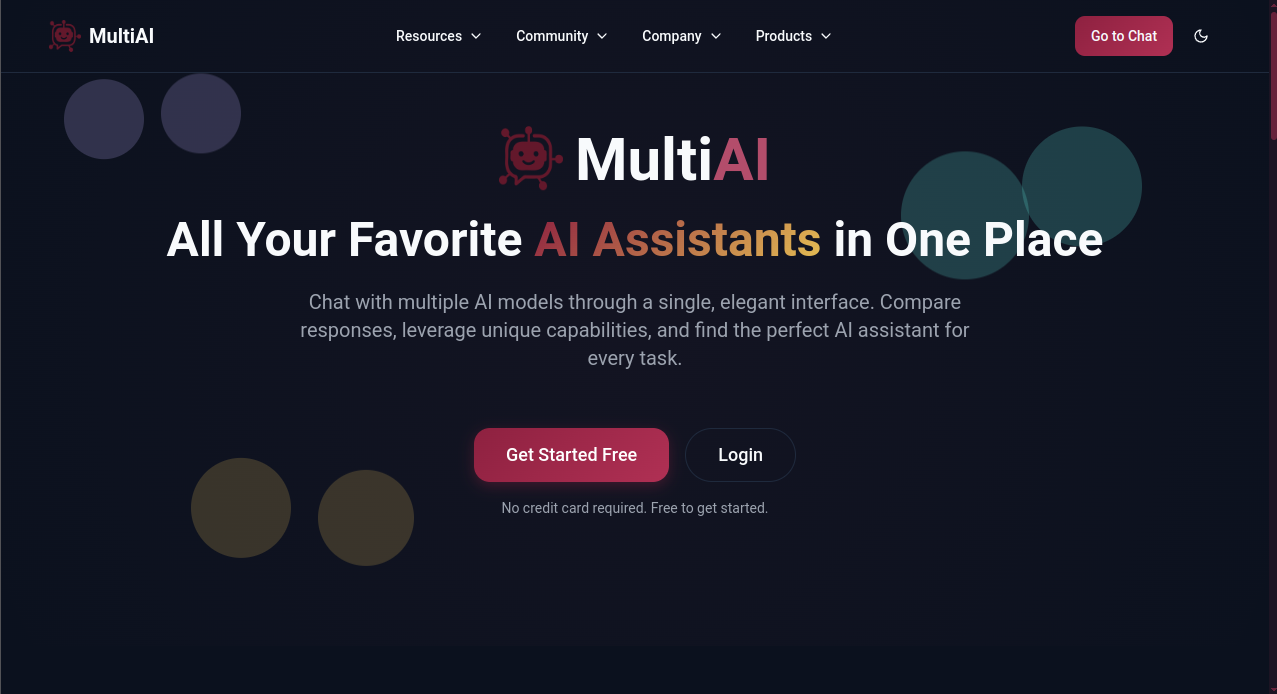 MultiAI
Resources
Community
Company
Products
Go to Chat
MultiAI
All Your Favorite AI Assistants in One Place
Chat with multiple AI models through a single, elegant interface. Compare
responses, leverage unique capabilities, and find the perfect AI assistant for
every task.
Get Started Free
Login
No credit card required. Free to get started.